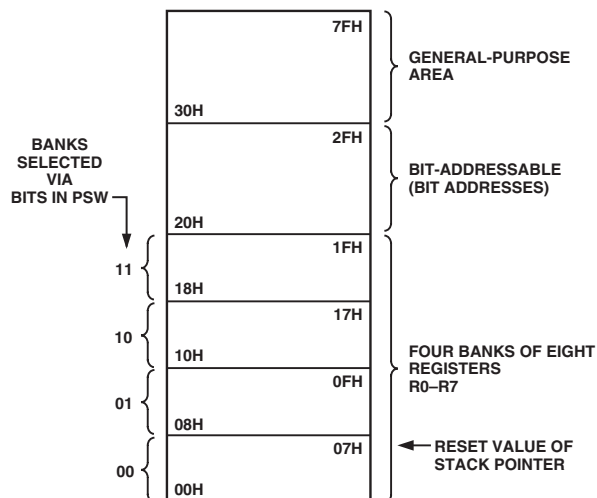 7FH
GENERAL-PURPOSE
AREA
30H
BANKS
SELECTED
VIA
BITS IN PSW
2FH
BIT-ADDRESSABLE
(BIT ADDRESSES)
20H
11
1FH
18H
10
17H
10H
FOUR BANKS OF EIGHT
REGISTERS
R0–R7
01
0FH
08H
00
07H
00H
RESET VALUE OF
STACK POINTER